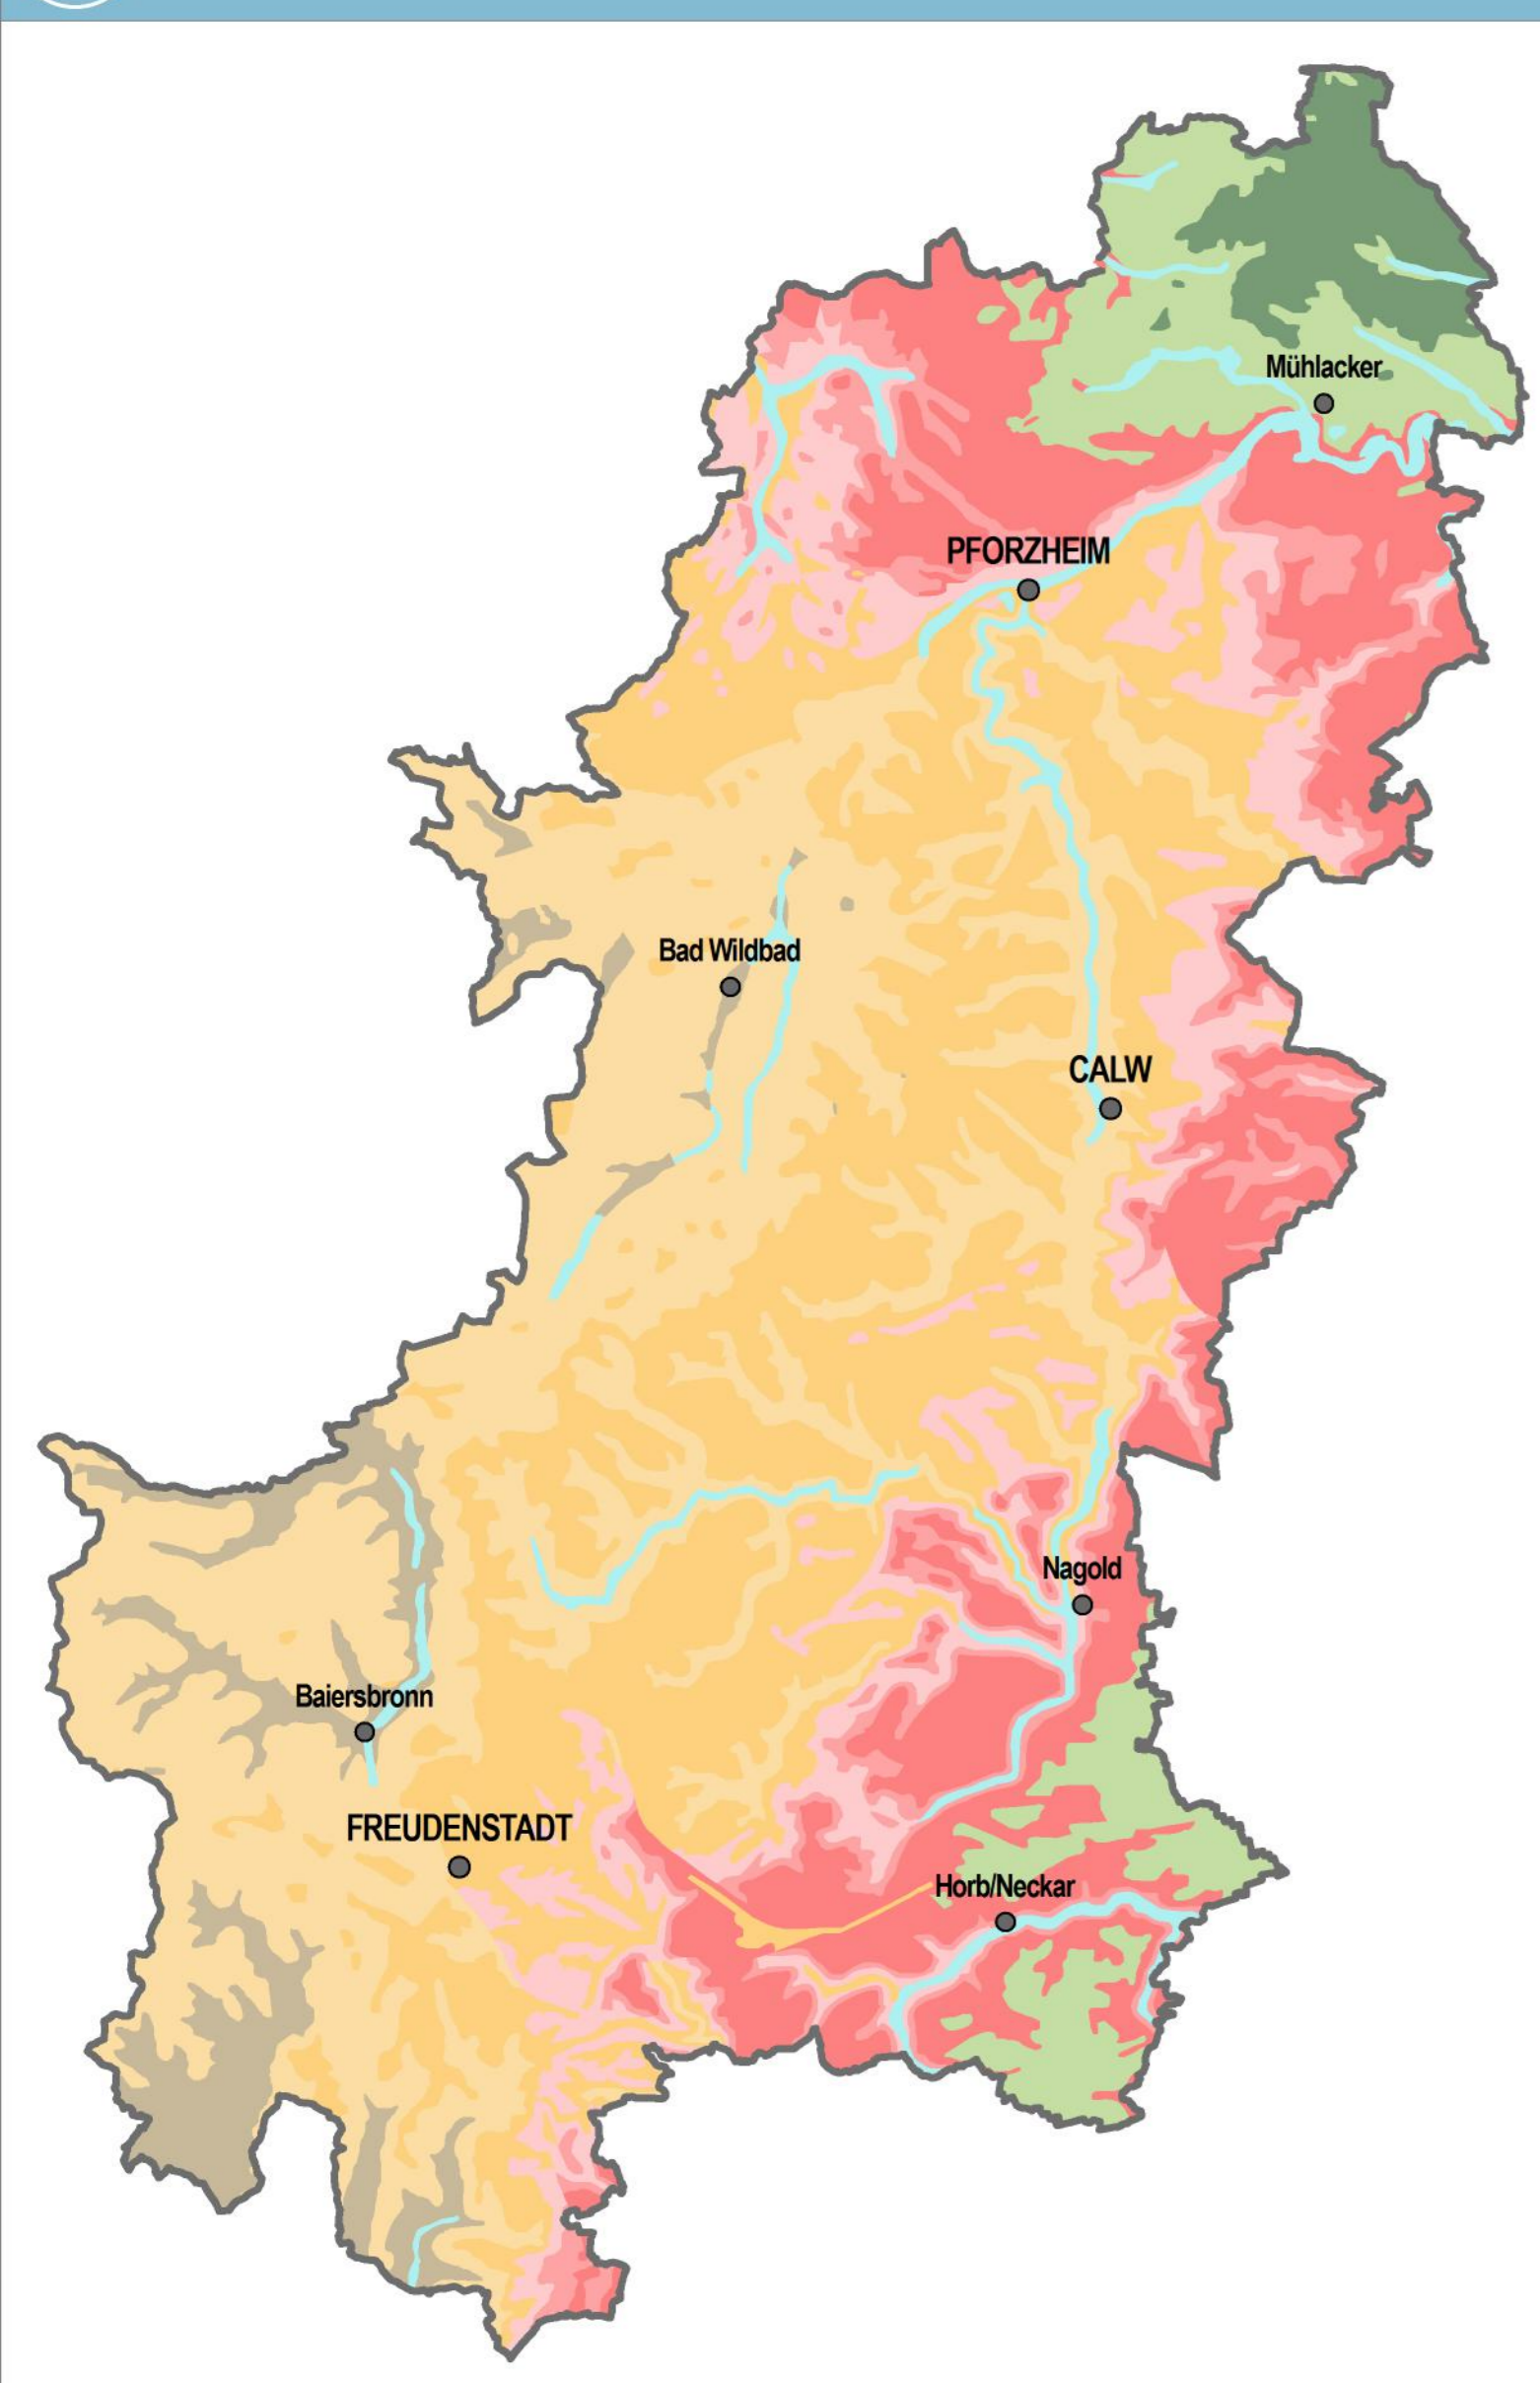 Mühlacker
PFORZHEIM
Bad Wildbad
CALW
Nagold
Baiersbronn
FREUDENSTADT
Horb/Neckar